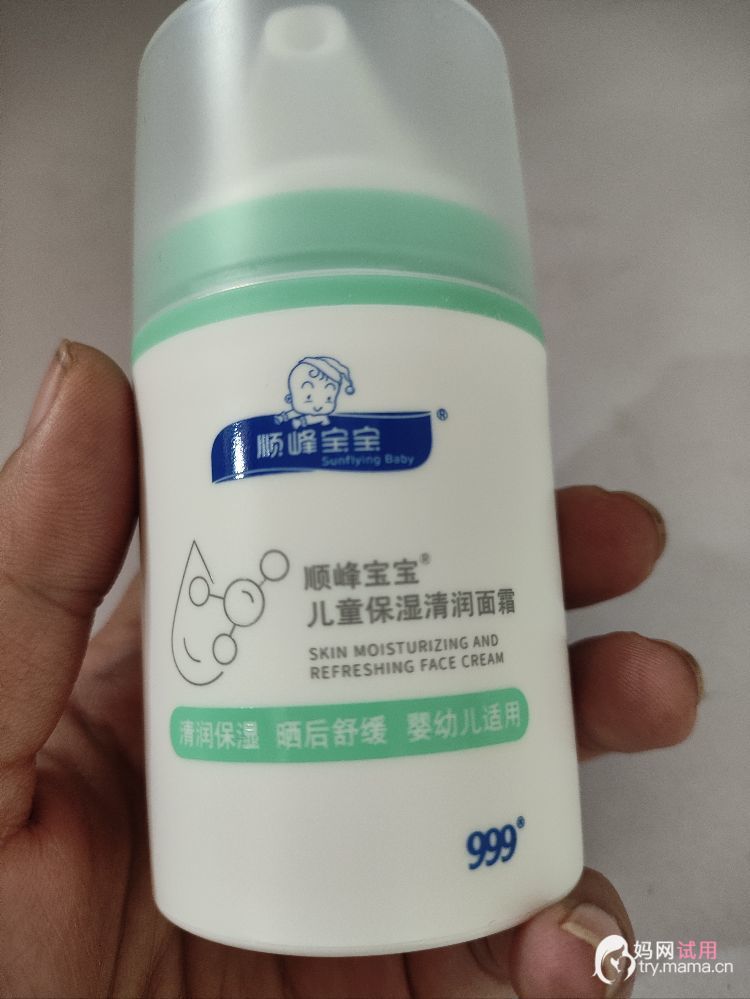 顺峰宝宝®
Sunflying Baby
顺峰宝宝®
儿童保湿清润面霜
SKIN MOISTURIZING AND
REFRESHING FACE CREAM
清润保湿 晒后舒缓 婴幼儿适用
999®
妈网试用
try.mama.cn